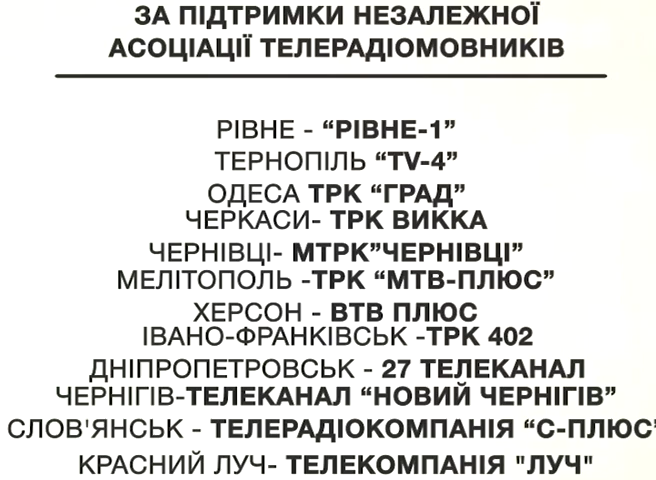 ЗА ПІДТРИМКИ НЕЗАЛЕЖНОЇ
АСОЦІАЦІЇ ТЕЛЕРАДІОМОВНИКІВ
РІВНЕ - “РІВНЕ-1”
ТЕРНОПІЛЬ “TV-4”
ОДЕСА ТРК “ГРАД”
ЧЕРКАСИ- ТРК ВИККА
ЧЕРНІВЦІ- МТРК”ЧЕРНІВЦІ”
МЕЛІТОПОЛЬ -ТРК “МТВ-ПЛЮС”
ХЕРСОН - ВТВ ПЛЮС
ІВАНО-ФРАНКІВСЬК -ТРК 402
ДНІПРОПЕТРОВСЬК - 27 ТЕЛЕКАНАЛ
ЧЕРНІГІВ-ТЕЛЕКАНАЛ “НОВИЙ ЧЕРНІГІВ”
СЛОВ'ЯНСЬК - ТЕЛЕРАДІОКОМПАНІЯ “С-ПЛЮС”
КРАСНИЙ ЛУЧ- ТЕЛЕКОМПАНІЯ "ЛУЧ"